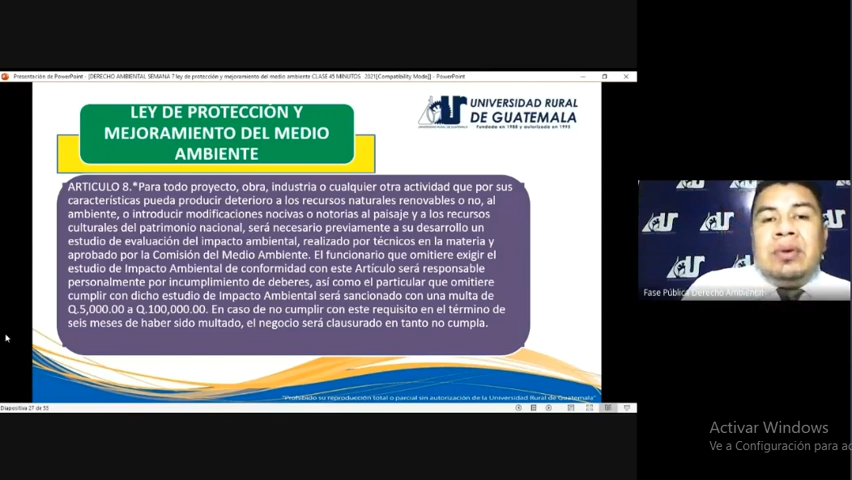 Presentación de PowerPoint - [DERECHO AMBIENTAL SEMANA 7 ley de protección y mejoramiento del medio ambiente CLASE 45 MINUTOS 2021 [Compatibility Mode]] - PowerPoint
LEY DE PROTECCIÓN Y
MEJORAMIENTO DEL MEDIO
AMBIENTE
UNIVERSIDAD RURAL
DE GUATEMALA
Fundada en 1988 y autorizada en 1995
ARTICULO 8.*Para todo proyecto, obra, industria o cualquier otra actividad que por sus
características pueda producir deterioro a los recursos naturales renovables o no, al
ambiente, o introducir modificaciones nocivas o notorias al paisaje y a los recursos
culturales del patrimonio nacional, será necesario previamente a su desarrollo un
estudio de evaluación del impacto ambiental, realizado por técnicos en la materia y
aprobado por la Comisión del Medio Ambiente. El funcionario que omitiere exigir el
estudio de Impacto Ambiental de conformidad con este Artículo será responsable
personalmente por incumplimiento de deberes, así como el particular que omitiere
cumplir con dicho estudio de Impacto Ambiental será sancionado con una multa de
Q.5,000.00 a Q.100,000.00. En caso de no cumplir con este requisito en el término de
seis meses de haber sido multado, el negocio será clausurado en tanto no cumpla.
"Prohibido su reproducción total o parcial sin autorización de la Universidad Rural de Guatemala"
Diapositiva 27 de 55
Fase Pública Derecho Ambiental
Activar Windows
Ve a Configuración para ac